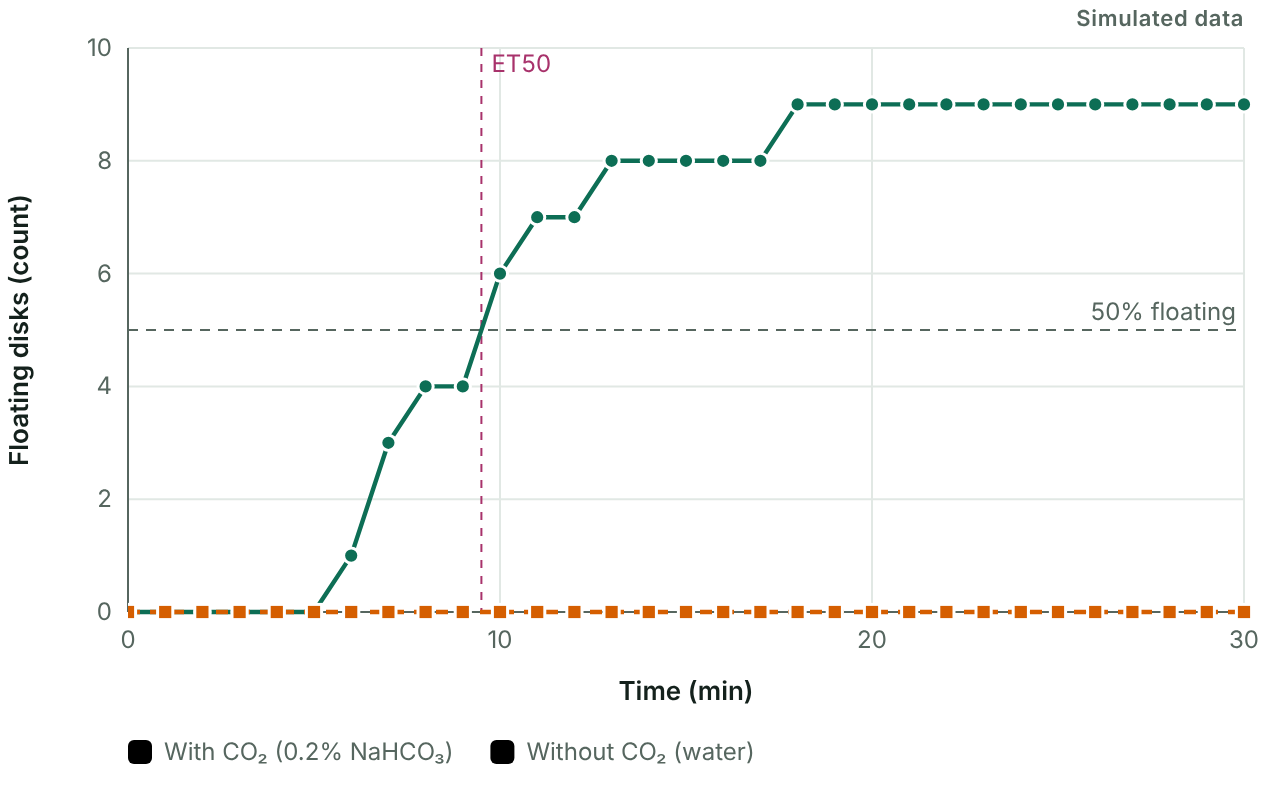 Simulated data
10
ET50
8
6
50% floating
4
2
0
0 10 20 30
Floating disks (count)
Time (min)
With CO₂ (0.2% NaHCO₃) Without CO₂ (water)